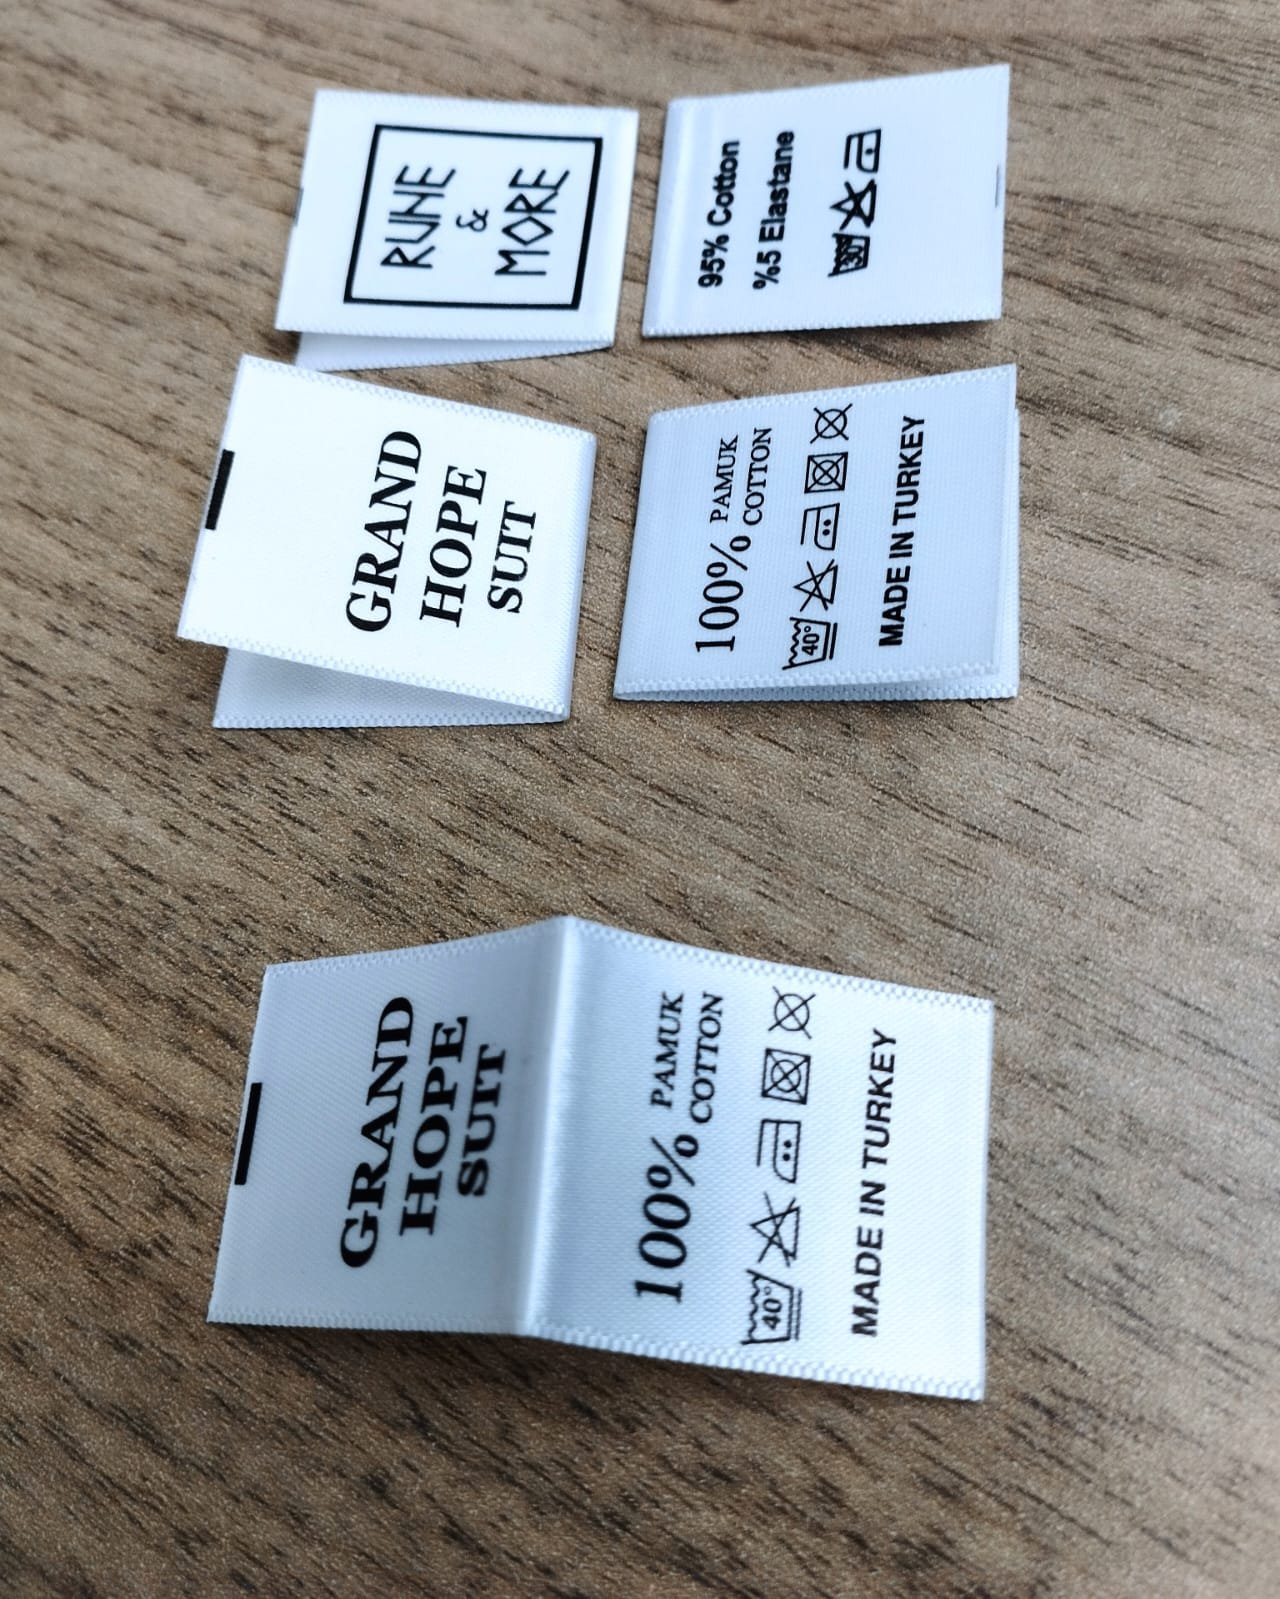 RUNE
&
MORE
95% Cotton
%5 Elastane
30°
GRAND
HOPE
SUIT
100% PAMUK
COTTON
40°
MADE IN TURKEY
GRAND
HOPE
SUIT
100% PAMUK
COTTON
40°
MADE IN TURKEY